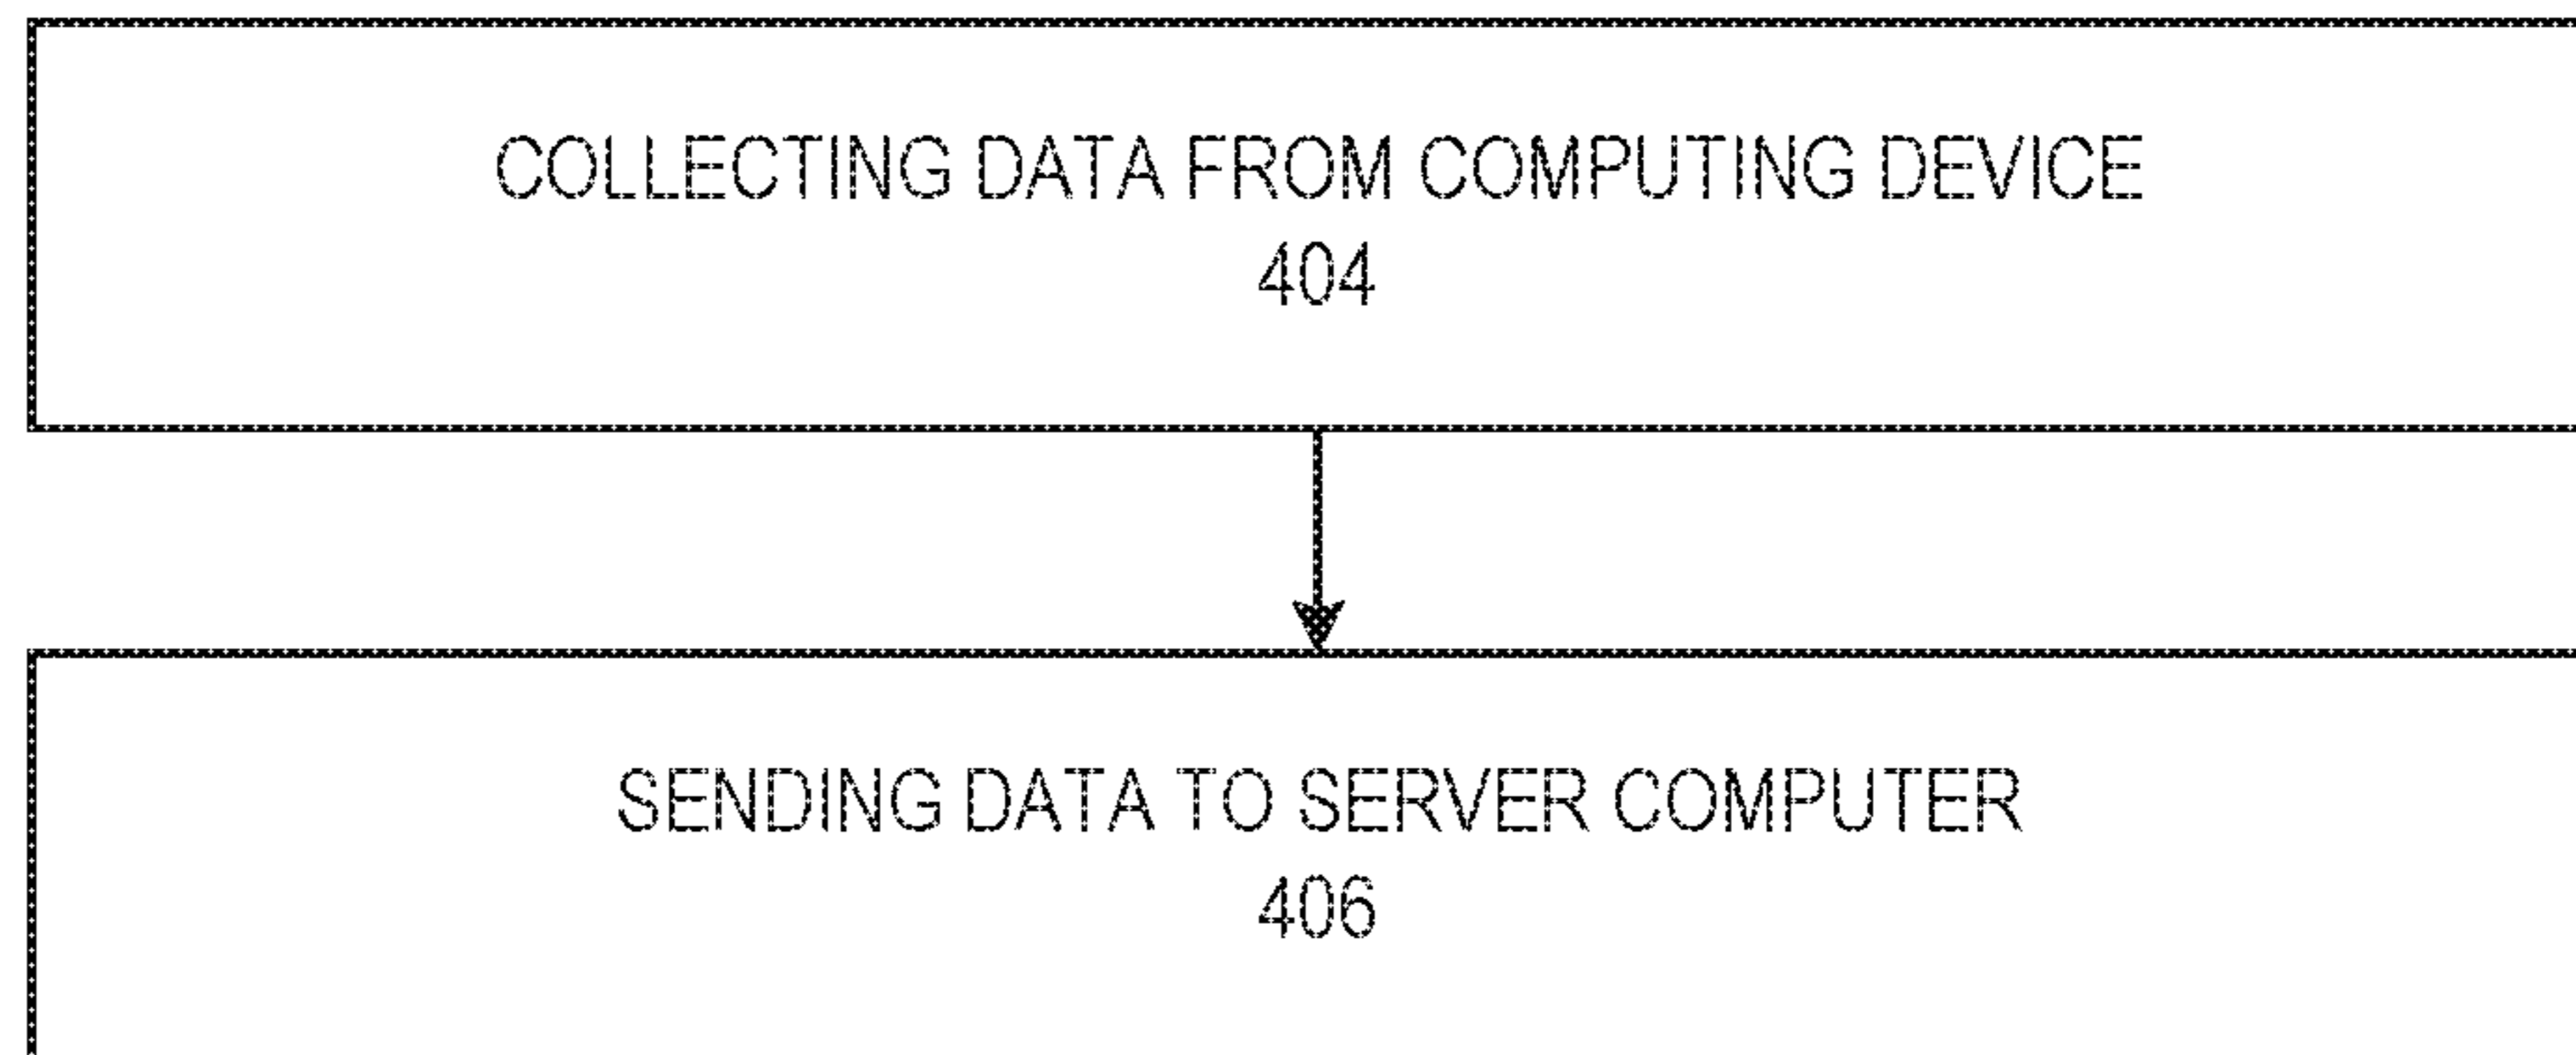 COLLECTING DATA FROM COMPUTING DEVICE
404
SENDING DATA TO SERVER COMPUTER
406